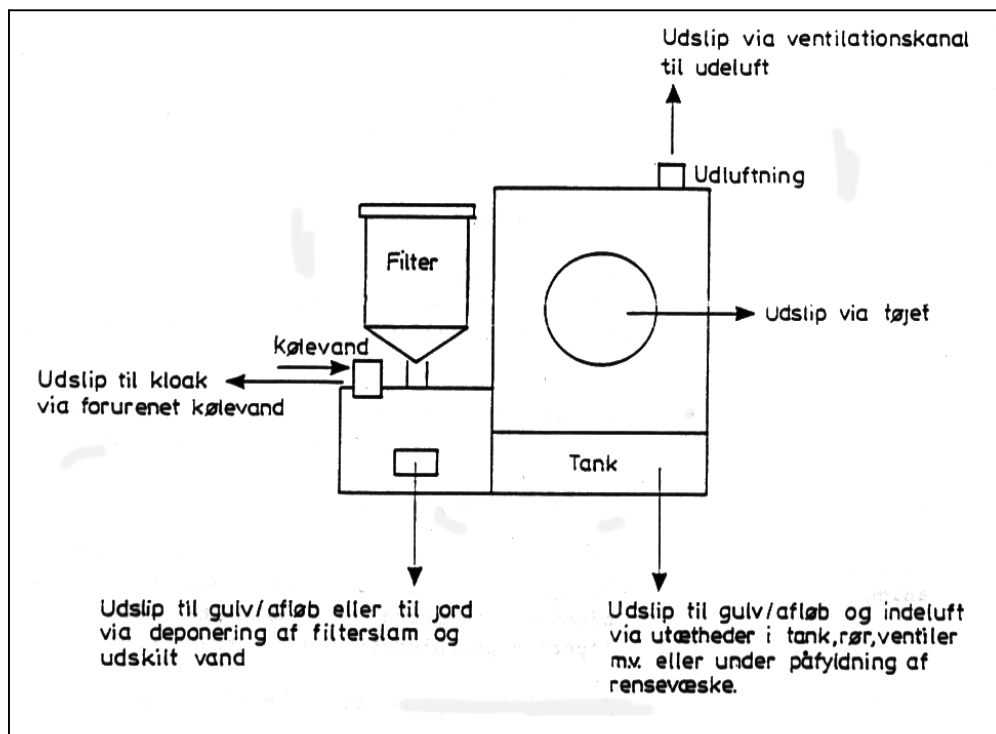 Udslip via ventilationskanal
til udeluft
Udluftning
Filter
Udslip via tøjet
Kølevand
Udslip til kloak
via forurenet kølevand
Tank
Udslip til gulv/afløb eller til jord
via deponering af filterslam og
udskilt vand
Udslip til gulv/afløb og indeluft
via utætheder i tank,rør,ventiler
m.v. eller under påfyldning af
rensevæske.